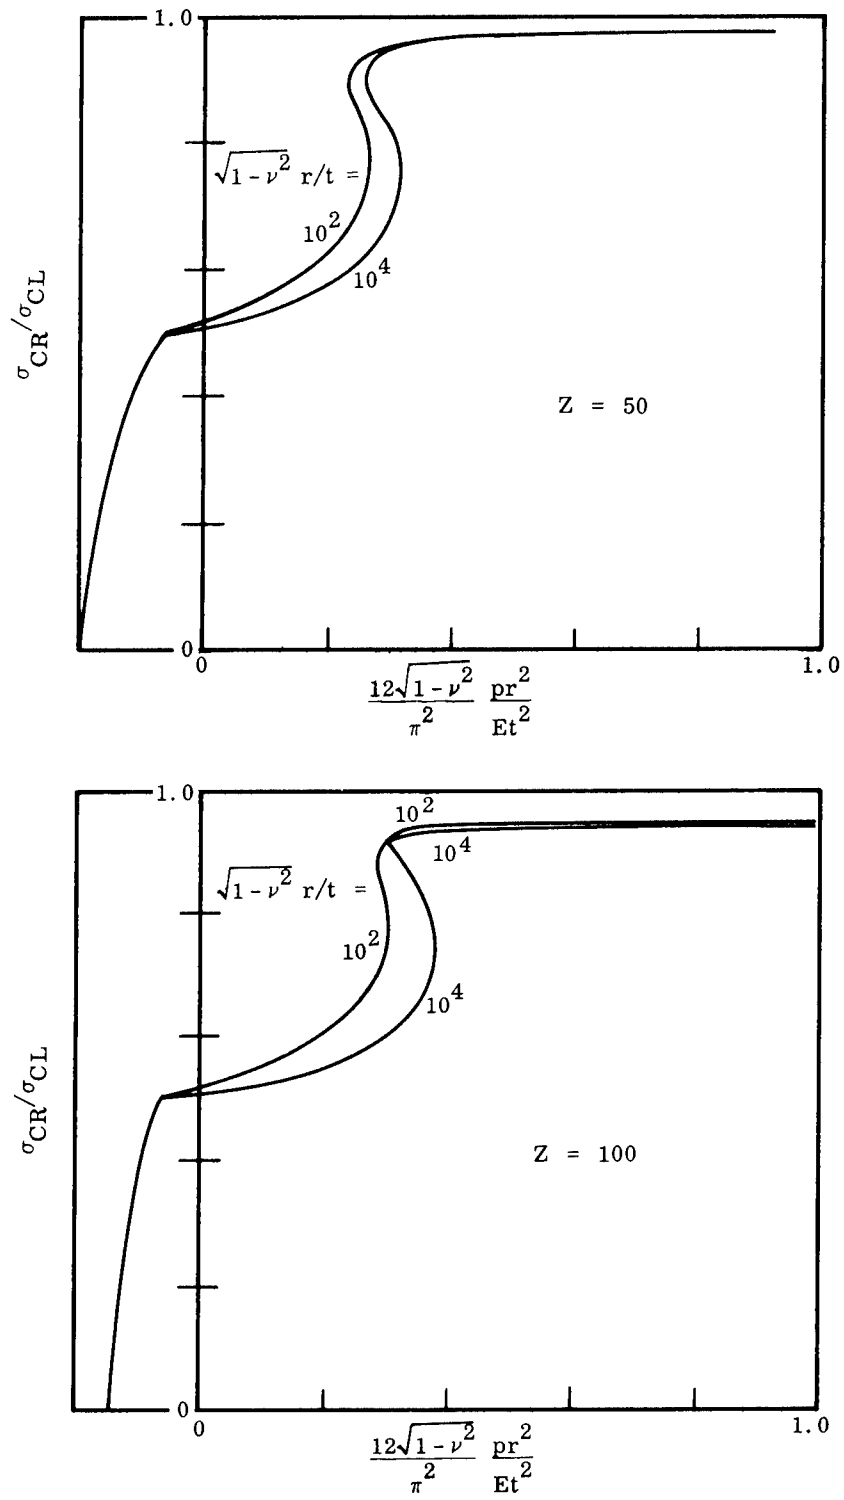 1.0
√1-ν² r/t =
10²
10⁴
σCR/σCL
Z = 50
0
0 1.0
12√1-ν² pr²
π² Et²
1.0
10²
10⁴
√1-ν² r/t =
10²
10⁴
σCR/σCL
Z = 100
0
0 1.0
12√1-ν² pr²
π² Et²